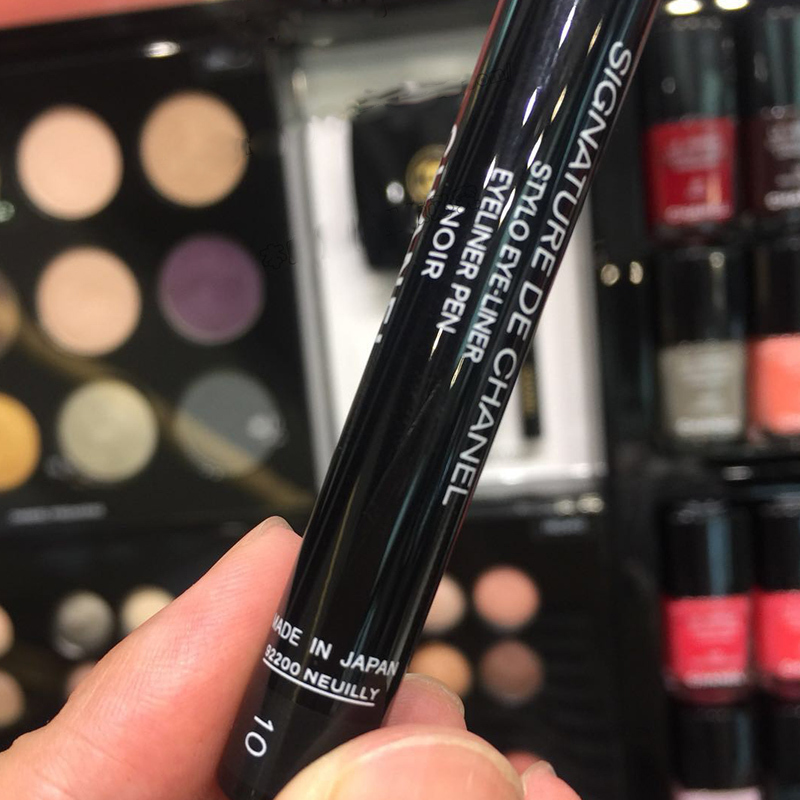 SIGNATURE DE CHANEL
STYLO EYE-LINER
EYELINER PEN
NOIR
MADE IN JAPAN
92200 NEUILLY
10